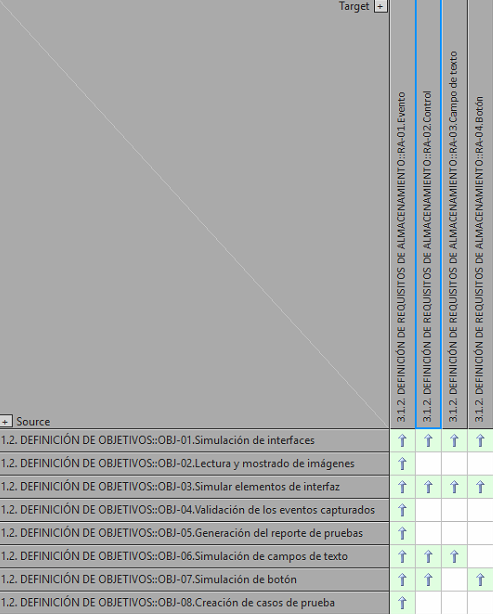 Target +
3.1.2. DEFINICIÓN DE REQUISITOS DE ALMACENAMIENTO::RA-01.Evento
3.1.2. DEFINICIÓN DE REQUISITOS DE ALMACENAMIENTO::RA-02.Control
3.1.2. DEFINICIÓN DE REQUISITOS DE ALMACENAMIENTO::RA-03.Campo de texto
3.1.2. DEFINICIÓN DE REQUISITOS DE ALMACENAMIENTO::RA-04.Botón
+ Source
1.2. DEFINICIÓN DE OBJETIVOS::OBJ-01.Simulación de interfaces
1.2. DEFINICIÓN DE OBJETIVOS::OBJ-02.Lectura y mostrado de imágenes
1.2. DEFINICIÓN DE OBJETIVOS::OBJ-03.Simular elementos de interfaz
1.2. DEFINICIÓN DE OBJETIVOS::OBJ-04.Validación de los eventos capturados
1.2. DEFINICIÓN DE OBJETIVOS::OBJ-05.Generación del reporte de pruebas
1.2. DEFINICIÓN DE OBJETIVOS::OBJ-06.Simulación de campos de texto
1.2. DEFINICIÓN DE OBJETIVOS::OBJ-07.Simulación de botón
1.2. DEFINICIÓN DE OBJETIVOS::OBJ-08.Creación de casos de prueba